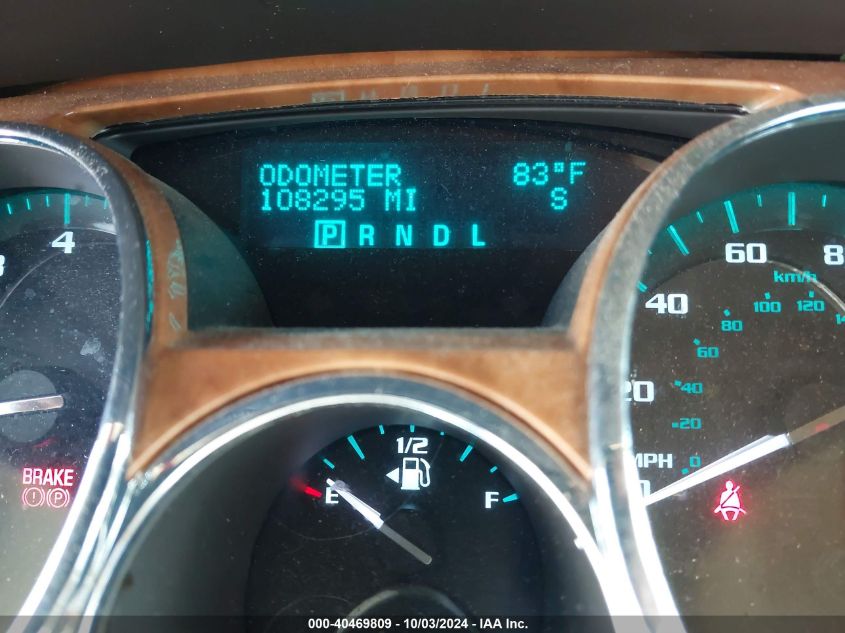 ODOMETER 83°F
108295 MI S
P R N D L
4
60
40
20
MPH
0
km/h
120
100
80
60
40
20
0
BRAKE
P
1/2
E F
000-40469809 - 10/03/2024 - IAA Inc.